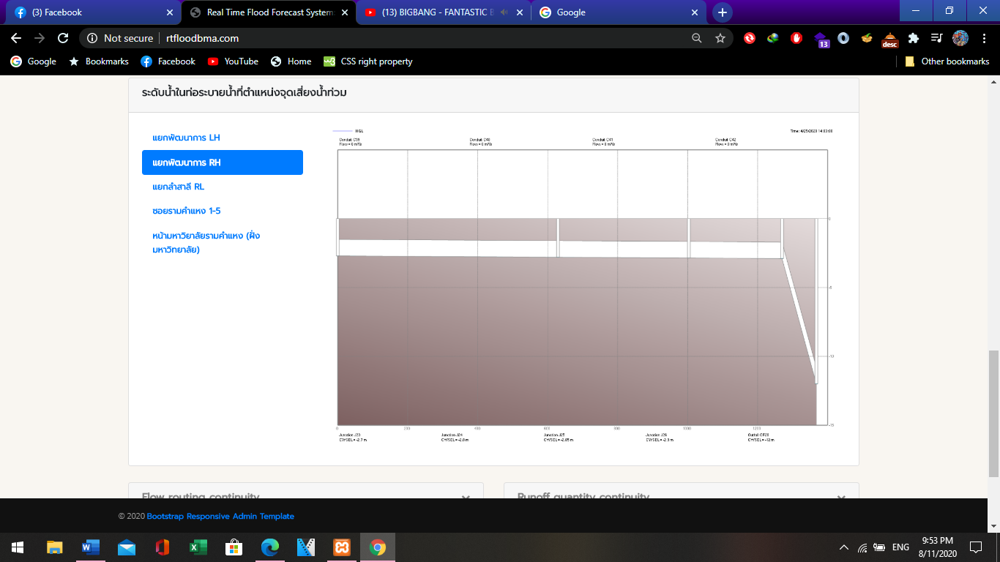 (3) Facebook
Real Time Flood Forecast System
(13) BIGBANG - FANTASTIC B
Google
Not secure
rtfloodbma.com
13
desc
Google
Bookmarks
Facebook
YouTube
Home
CSS right property
Other bookmarks
ระดับน้ำในท่อระบายน้ำที่ตำแหน่งจุดเสี่ยงน้ำท่วม
แยกพัฒนาการ LH
แยกพัฒนาการ RH
แยกลำสาลี RL
ซอยรามคำแหง 1-5
หน้ามหาวิยาลัยรามคำแหง (ฝั่ง
มหาวิทยาลัย)
HGL
Time: 4/25/2020 14:03:00
Conduit C39
Flow = 0 m³/s
Conduit C40
Flow = 0 m³/s
Conduit C41
Flow = 0 m³/s
Conduit C42
Flow = 0 m³/s
0
-5
-10
-15
0
200
400
600
800
1000
1200
Junction J23
CWSEL = -2.7 m
Junction J24
CWSEL = -2.8 m
Junction J25
CWSEL = -2.85 m
Junction J26
CWSEL = -2.9 m
Outfall OF20
CWSEL = -12 m
Flow routing continuity
Runoff quantity continuity
© 2020 Bootstrap Responsive Admin Template
ENG
9:53 PM
8/11/2020